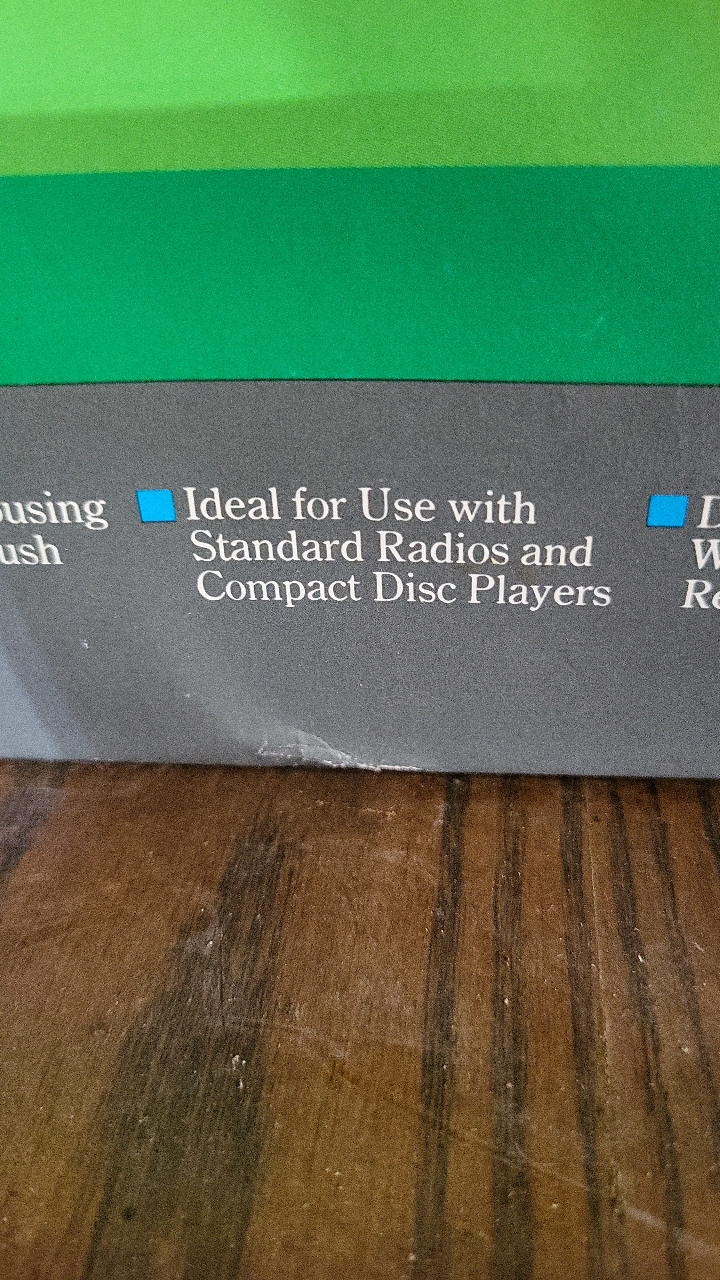 Ideal for Use with
Standard Radios and
Compact Disc Players